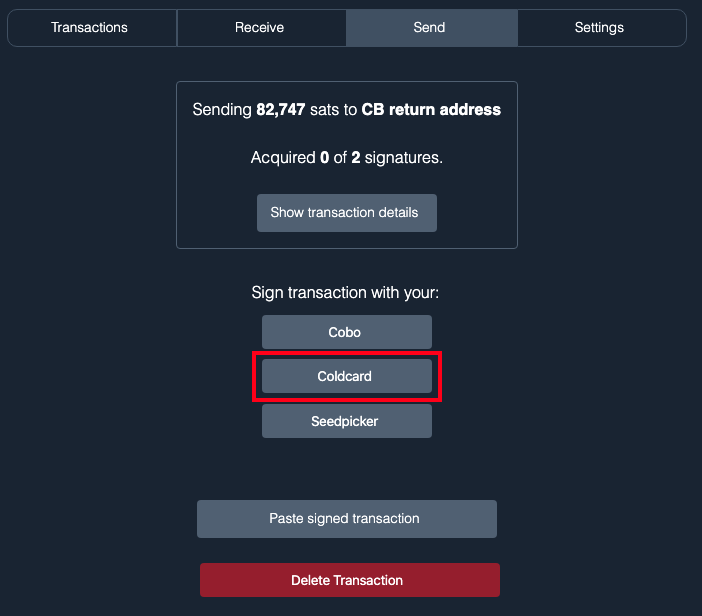 Transactions
Receive
Send
Settings
Sending 82,747 sats to CB return address
Acquired 0 of 2 signatures.
Show transaction details
Sign transaction with your:
Cobo
Coldcard
Seedpicker
Paste signed transaction
Delete Transaction